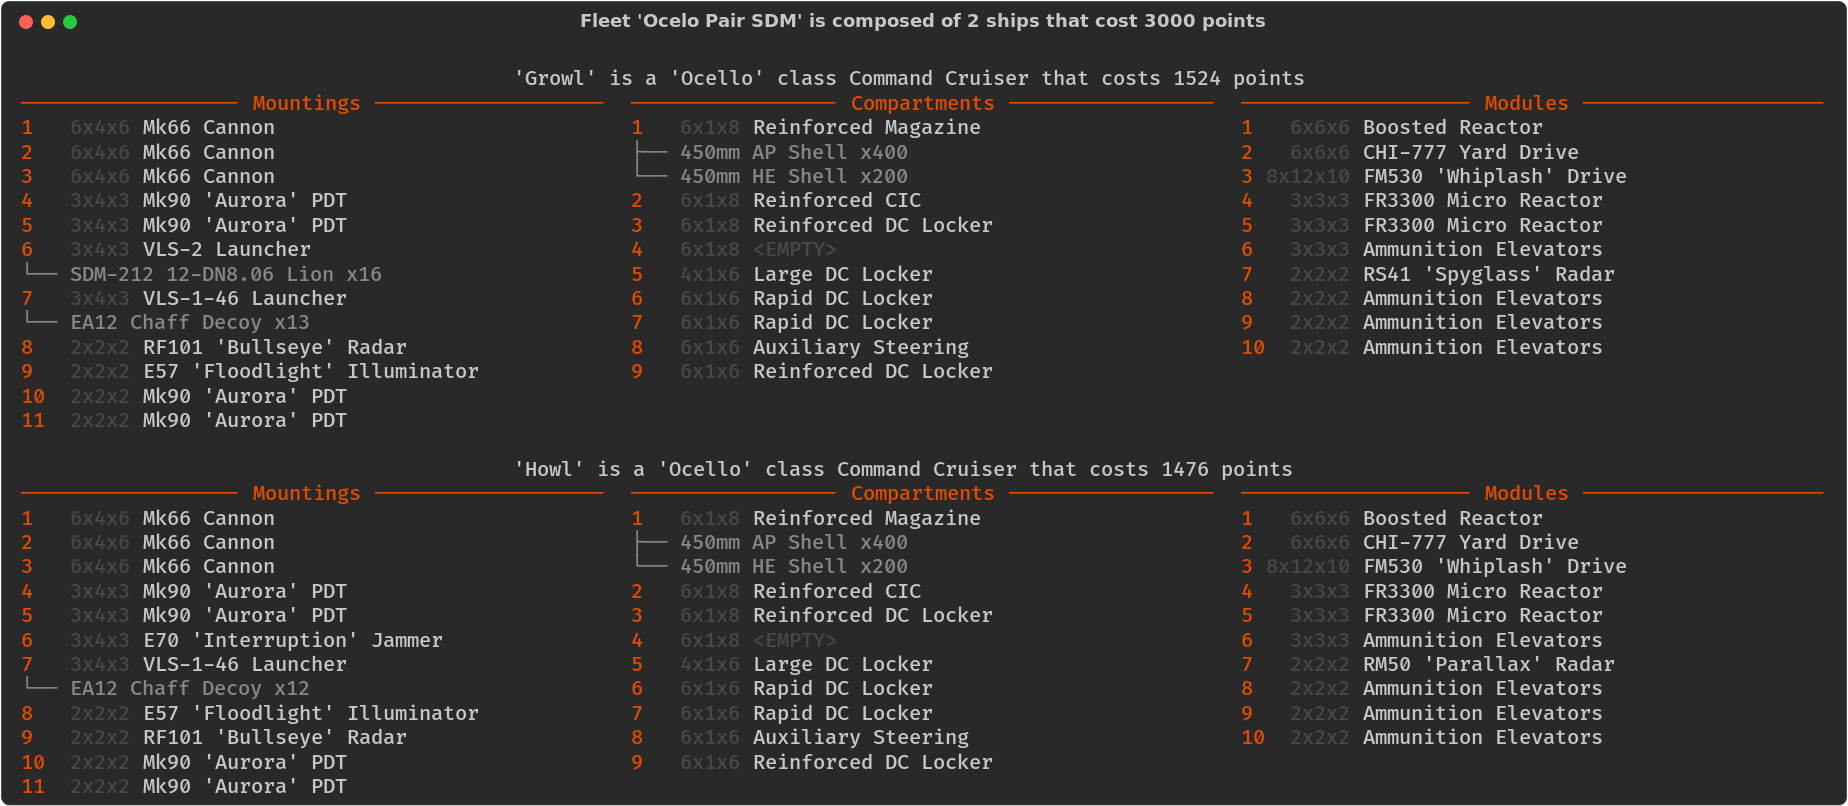 Fleet 'Ocelo Pair SDM' is composed of 2 ships that cost 3000 points
'Growl' is a 'Ocello' class Command Cruiser that costs 1524 points
Mountings Compartments Modules
1 6x4x6 Mk66 Cannon 1 6x1x8 Reinforced Magazine 1 6x6x6 Boosted Reactor
2 6x4x6 Mk66 Cannon 450mm AP Shell x400 2 6x6x6 CHI-777 Yard Drive
3 6x4x6 Mk66 Cannon 450mm HE Shell x200 3 8x12x10 FM530 'Whiplash' Drive
4 3x4x3 Mk90 'Aurora' PDT 2 6x1x8 Reinforced CIC 4 3x3x3 FR3300 Micro Reactor
5 3x4x3 Mk90 'Aurora' PDT 3 6x1x8 Reinforced DC Locker 5 3x3x3 FR3300 Micro Reactor
6 3x4x3 VLS-2 Launcher 4 6x1x8 <EMPTY> 6 3x3x3 Ammunition Elevators
SDM-212 12-DN8.06 Lion x16 5 4x1x6 Large DC Locker 7 2x2x2 RS41 'Spyglass' Radar
7 3x4x3 VLS-1-46 Launcher 6 6x1x6 Rapid DC Locker 8 2x2x2 Ammunition Elevators
EA12 Chaff Decoy x13 7 6x1x6 Rapid DC Locker 9 2x2x2 Ammunition Elevators
8 2x2x2 RF101 'Bullseye' Radar 8 6x1x6 Auxiliary Steering 10 2x2x2 Ammunition Elevators
9 2x2x2 E57 'Floodlight' Illuminator 9 6x1x6 Reinforced DC Locker
10 2x2x2 Mk90 'Aurora' PDT
11 2x2x2 Mk90 'Aurora' PDT
'Howl' is a 'Ocello' class Command Cruiser that costs 1476 points
Mountings Compartments Modules
1 6x4x6 Mk66 Cannon 1 6x1x8 Reinforced Magazine 1 6x6x6 Boosted Reactor
2 6x4x6 Mk66 Cannon 450mm AP Shell x400 2 6x6x6 CHI-777 Yard Drive
3 6x4x6 Mk66 Cannon 450mm HE Shell x200 3 8x12x10 FM530 'Whiplash' Drive
4 3x4x3 Mk90 'Aurora' PDT 2 6x1x8 Reinforced CIC 4 3x3x3 FR3300 Micro Reactor
5 3x4x3 Mk90 'Aurora' PDT 3 6x1x8 Reinforced DC Locker 5 3x3x3 FR3300 Micro Reactor
6 3x4x3 E70 'Interruption' Jammer 4 6x1x8 <EMPTY> 6 3x3x3 Ammunition Elevators
7 3x4x3 VLS-1-46 Launcher 5 4x1x6 Large DC Locker 7 2x2x2 RM50 'Parallax' Radar
EA12 Chaff Decoy x12 6 6x1x6 Rapid DC Locker 8 2x2x2 Ammunition Elevators
8 2x2x2 E57 'Floodlight' Illuminator 7 6x1x6 Rapid DC Locker 9 2x2x2 Ammunition Elevators
9 2x2x2 RF101 'Bullseye' Radar 8 6x1x6 Auxiliary Steering 10 2x2x2 Ammunition Elevators
10 2x2x2 Mk90 'Aurora' PDT 9 6x1x6 Reinforced DC Locker
11 2x2x2 Mk90 'Aurora' PDT